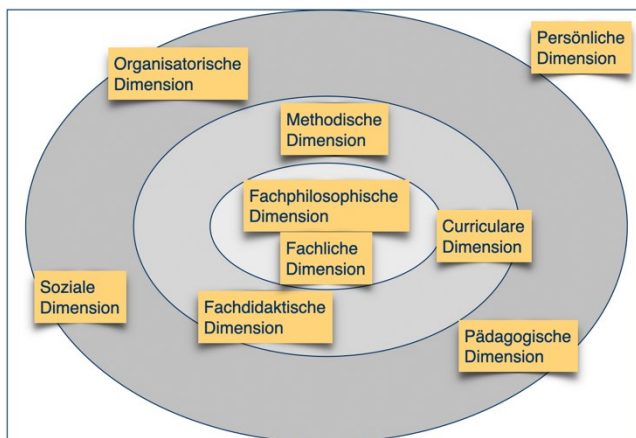 Persönliche
Dimension
Organisatorische
Dimension
Methodische
Dimension
Fachphilosophische
Dimension
Curriculare
Dimension
Fachliche
Dimension
Soziale
Dimension
Fachdidaktische
Dimension
Pädagogische
Dimension